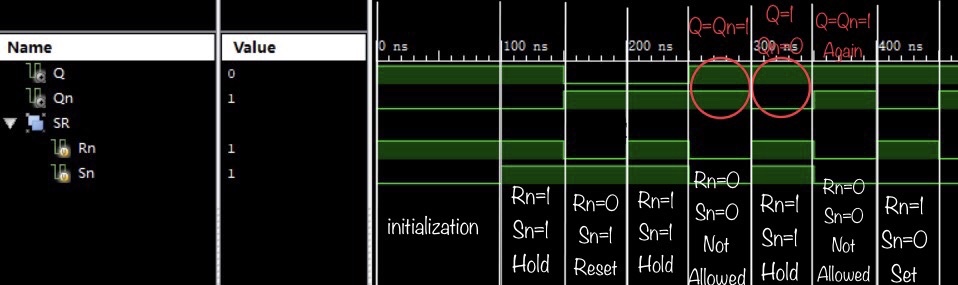 Name Value
0 ns 100 ns 200 ns 300 ns 400 ns
Q 0
Qn 1
SR
Rn 1
Sn 1
Q=Qn=1
Q=1
Qn=0
Q=Qn=1
Again
initialization
Rn=1
Sn=1
Hold
Rn=0
Sn=1
Reset
Rn=1
Sn=1
Hold
Rn=0
Sn=0
Not
Allowed
Rn=1
Sn=1
Hold
Rn=0
Sn=0
Not
Allowed
Rn=1
Sn=0
Set